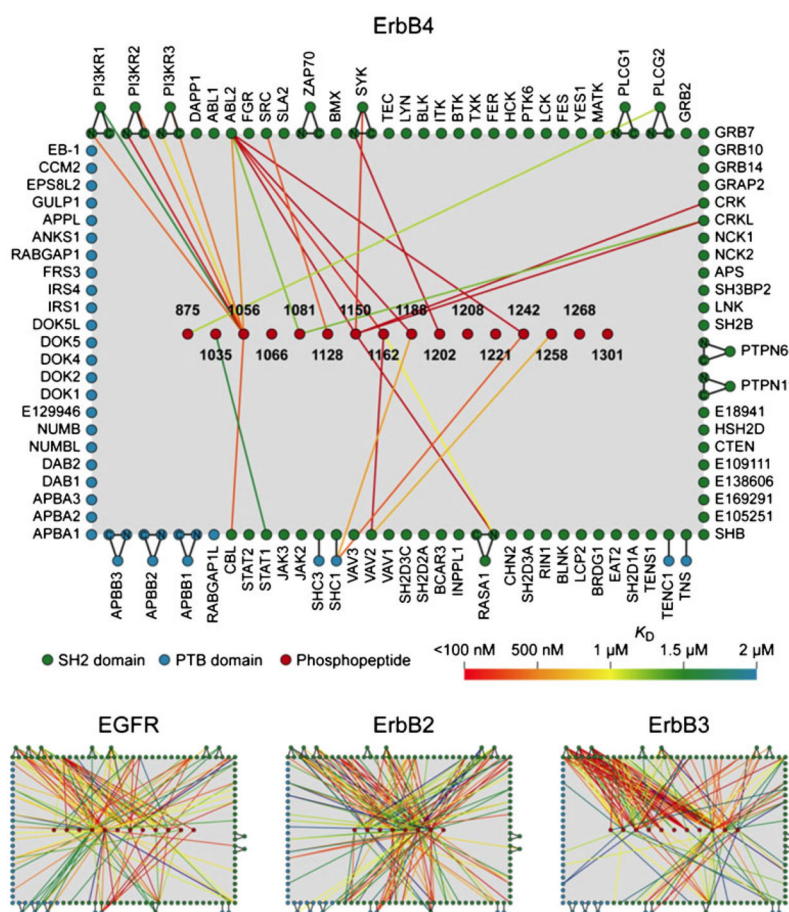 ErbB4
PI3KR1
PI3KR2
PI3KR3
DAPP1
ABL1
ABL2
FGR
SRC
SLA2
ZAP70
BMX
SYK
TEC
LYN
BLK
ITK
BTK
TXK
FER
HCK
PTK6
LCK
FES
YES1
MATK
PLCG1
PLCG2
GRB2
EB-1
CCM2
EPS8L2
GULP1
APPL
ANKS1
RABGAP1
FRS3
IRS4
IRS1
DOK5L
DOK5
DOK4
DOK2
DOK1
E129946
NUMB
NUMBL
DAB2
DAB1
APBA3
APBA2
APBA1
GRB7
GRB10
GRB14
GRAP2
CRK
CRKL
NCK1
NCK2
APS
SH3BP2
LNK
SH2B
PTPN6
PTPN1
E18941
HSH2D
CTEN
E109111
E138606
E169291
E105251
SHB
875 1056 1081 1150 1188 1208 1242 1268
1035 1066 1128 1162 1202 1221 1258 1301
APBB3
APBB2
APBB1
RABGAP1L
CBL
STAT2
STAT1
JAK3
JAK2
SHC3
SHC1
VAV3
VAV2
VAV1
SH2D3C
SH2D2A
BCAR3
INPPL1
RASA1
CHN2
SH2D3A
RIN1
BLNK
LCP2
BRDG1
EAT2
SH2D1A
TENS1
TENC1
TNS
SH2 domain PTB domain Phosphopeptide
KD
<100 nM 500 nM 1 µM 1.5 µM 2 µM
EGFR ErbB2 ErbB3